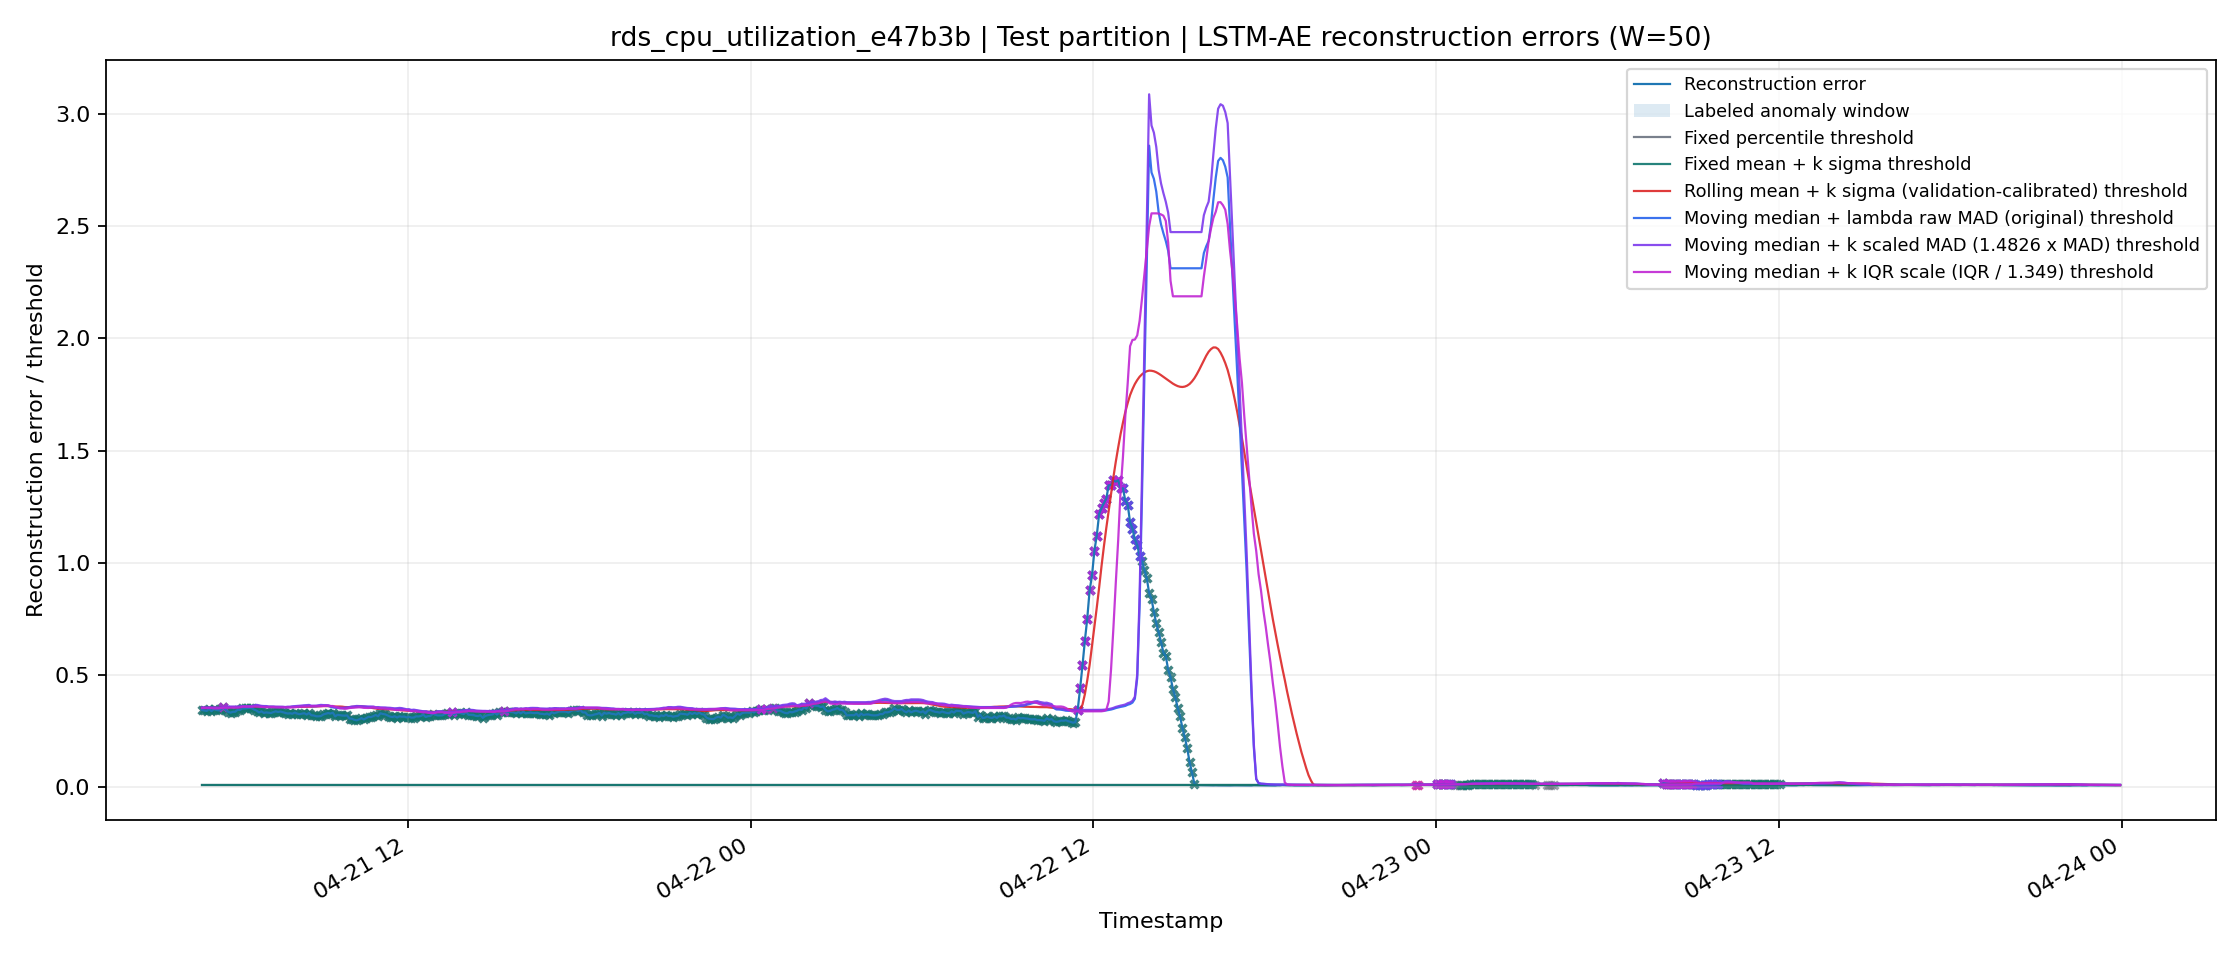 rds_cpu_utilization_e47b3b | Test partition | LSTM-AE reconstruction errors (W=50)
Reconstruction error
Labeled anomaly window
Fixed percentile threshold
Fixed mean + k sigma threshold
Rolling mean + k sigma (validation-calibrated) threshold
Moving median + lambda raw MAD (original) threshold
Moving median + k scaled MAD (1.4826 x MAD) threshold
Moving median + k IQR scale (IQR / 1.349) threshold
Reconstruction error / threshold
3.0
2.5
2.0
1.5
1.0
0.5
0.0
04-21 12
04-22 00
04-22 12
04-23 00
04-23 12
04-24 00
Timestamp